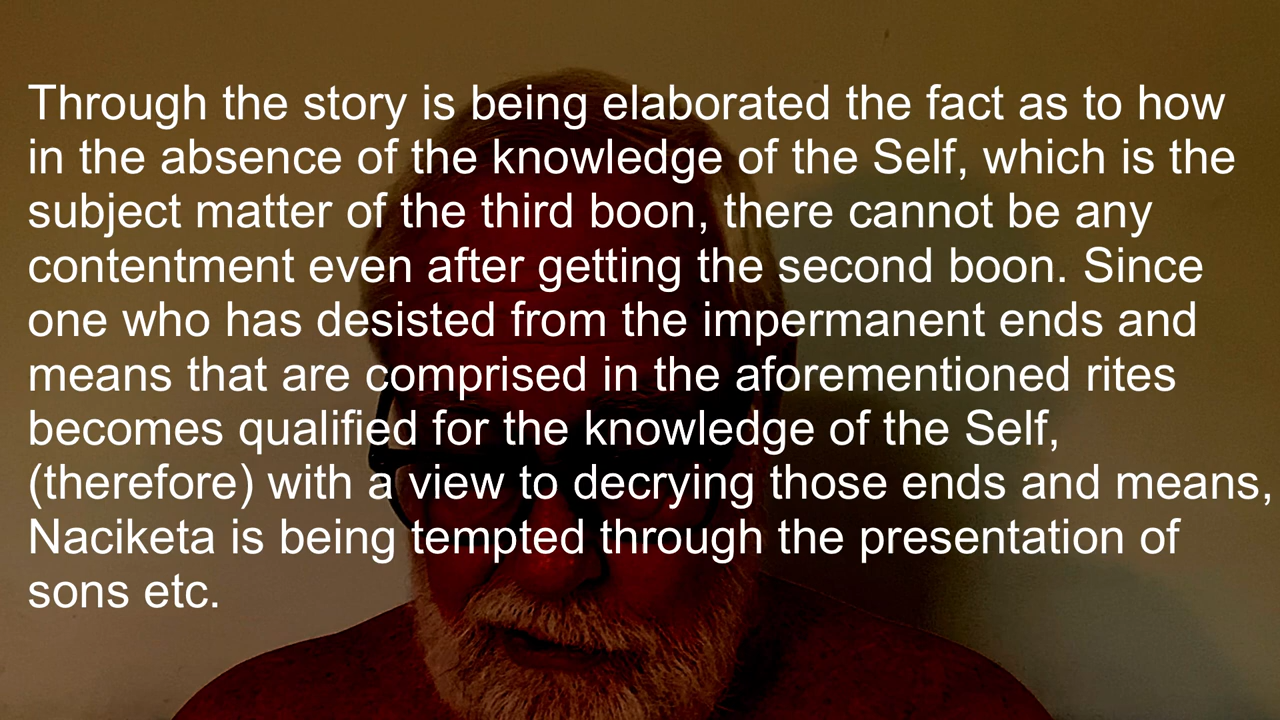 Through the story is being elaborated the fact as to how
in the absence of the knowledge of the Self, which is the
subject matter of the third boon, there cannot be any
contentment even after getting the second boon. Since
one who has desisted from the impermanent ends and
means that are comprised in the aforementioned rites
becomes qualified for the knowledge of the Self,
(therefore) with a view to decrying those ends and means,
Naciketa is being tempted through the presentation of
sons etc.